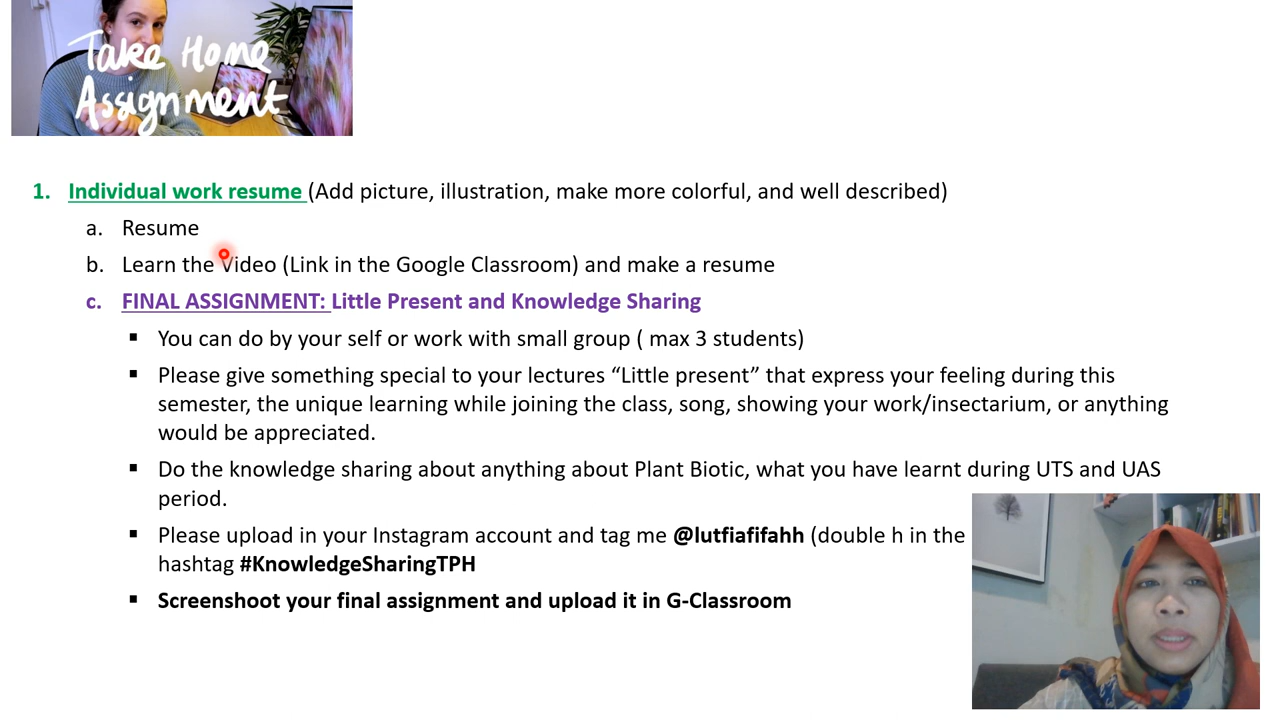 Take Home
Assignment
1. Individual work resume (Add picture, illustration, make more colorful, and well described)
a. Resume
b. Learn the Video (Link in the Google Classroom) and make a resume
c. FINAL ASSIGNMENT: Little Present and Knowledge Sharing
▪ You can do by your self or work with small group ( max 3 students)
▪ Please give something special to your lectures “Little present” that express your feeling during this
semester, the unique learning while joining the class, song, showing your work/insectarium, or anything
would be appreciated.
▪ Do the knowledge sharing about anything about Plant Biotic, what you have learnt during UTS and UAS
period.
▪ Please upload in your Instagram account and tag me @lutfiafifahh (double h in the
hashtag #KnowledgeSharingTPH
▪ Screenshoot your final assignment and upload it in G-Classroom